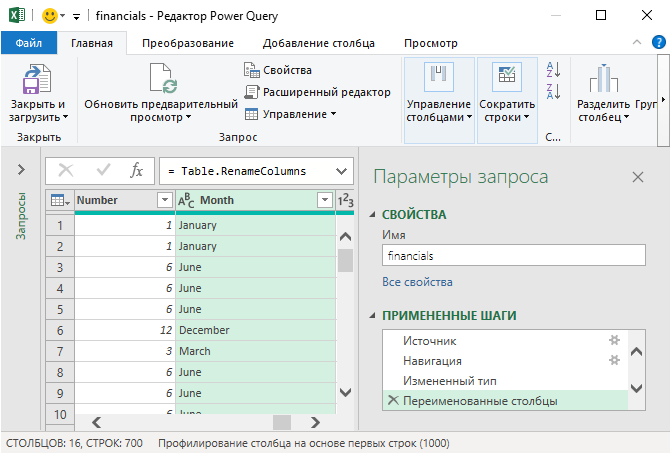 financials - Редактор Power Query
Файл Главная Преобразование Добавление столбца Просмотр
Закрыть и загрузить
Закрыть
Обновить предварительный просмотр
Свойства
Расширенный редактор
Управление
Запрос
Управление столбцами
Сократить строки
С...
Разделить столбец
Груп
Запросы
fx = Table.RenameColumns
Number ABC Month 123
1 1 January
2 1 January
3 6 June
4 6 June
5 6 June
6 12 December
7 3 March
8 6 June
9 6 June
10 6 June
Параметры запроса
СВОЙСТВА
Имя
financials
Все свойства
ПРИМЕНЕННЫЕ ШАГИ
Источник
Навигация
Измененный тип
Переименованные столбцы
СТОЛБЦОВ: 16, СТРОК: 700 Профилирование столбца на основе первых строк (1000)